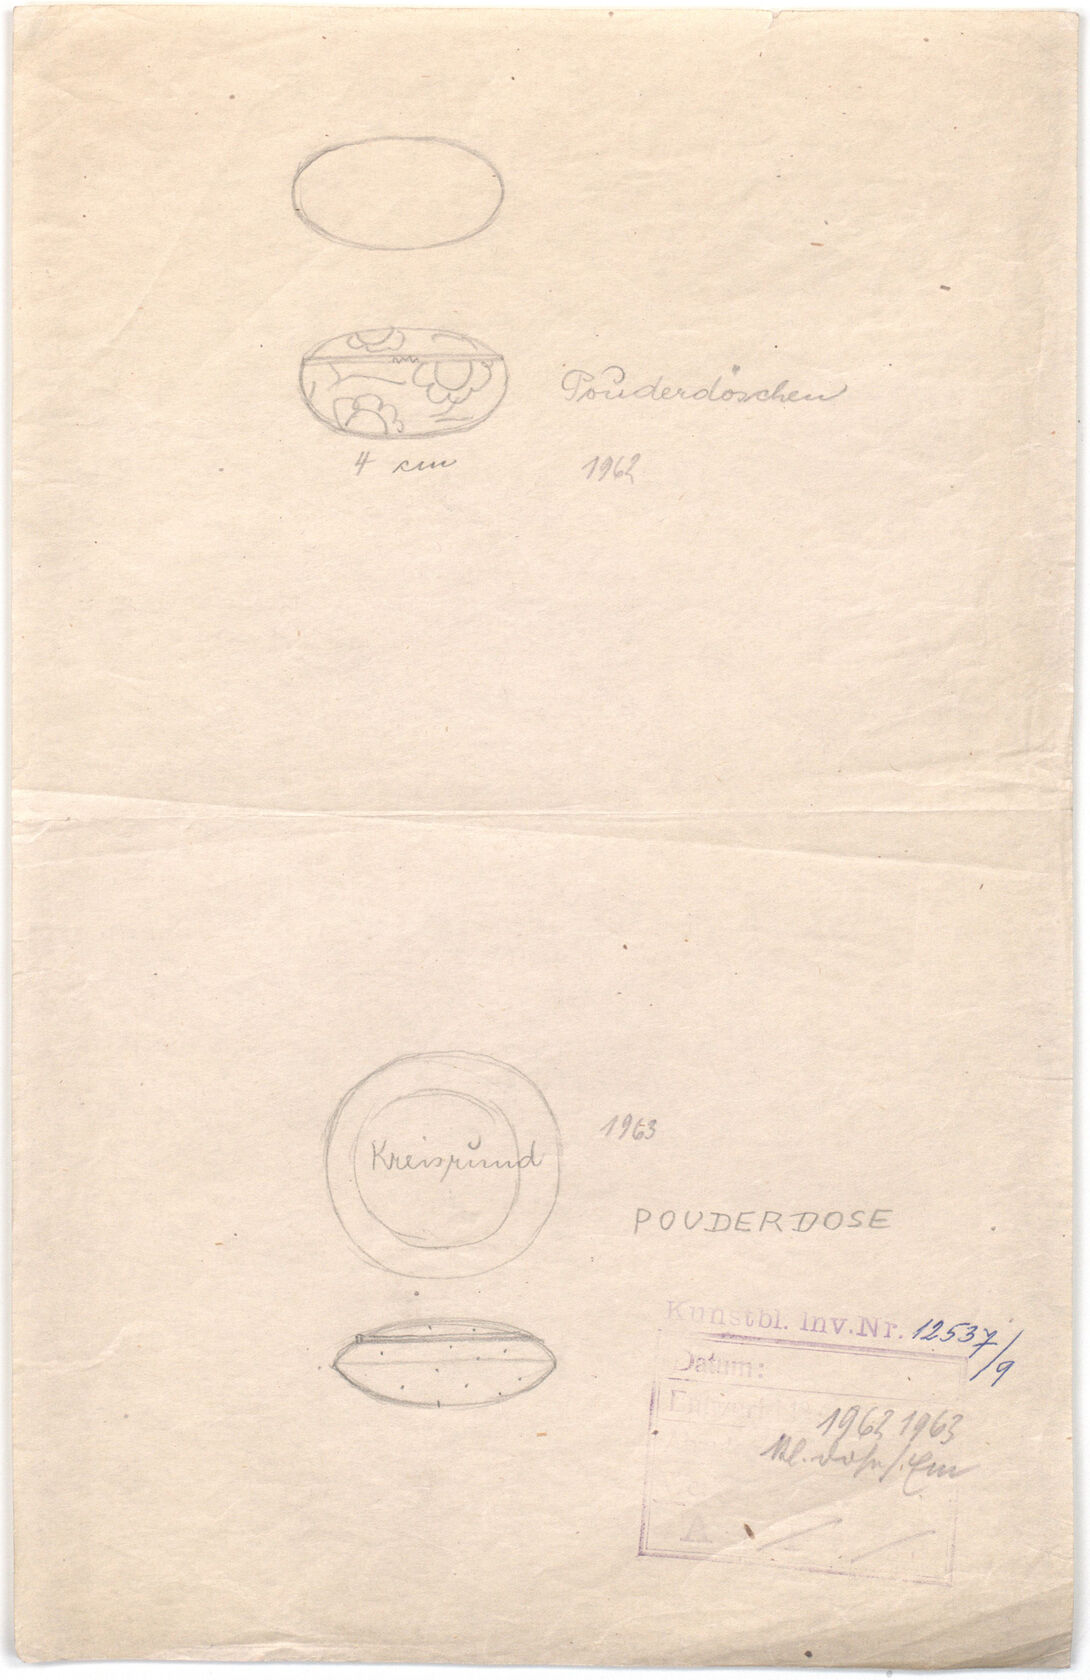 Pouderdöschen
4 cm
1962
1963
Kreisrund
POUDERDOSE
Kunstbl. Inv.Nr. 12537/9
Datum:
1962 1963
A